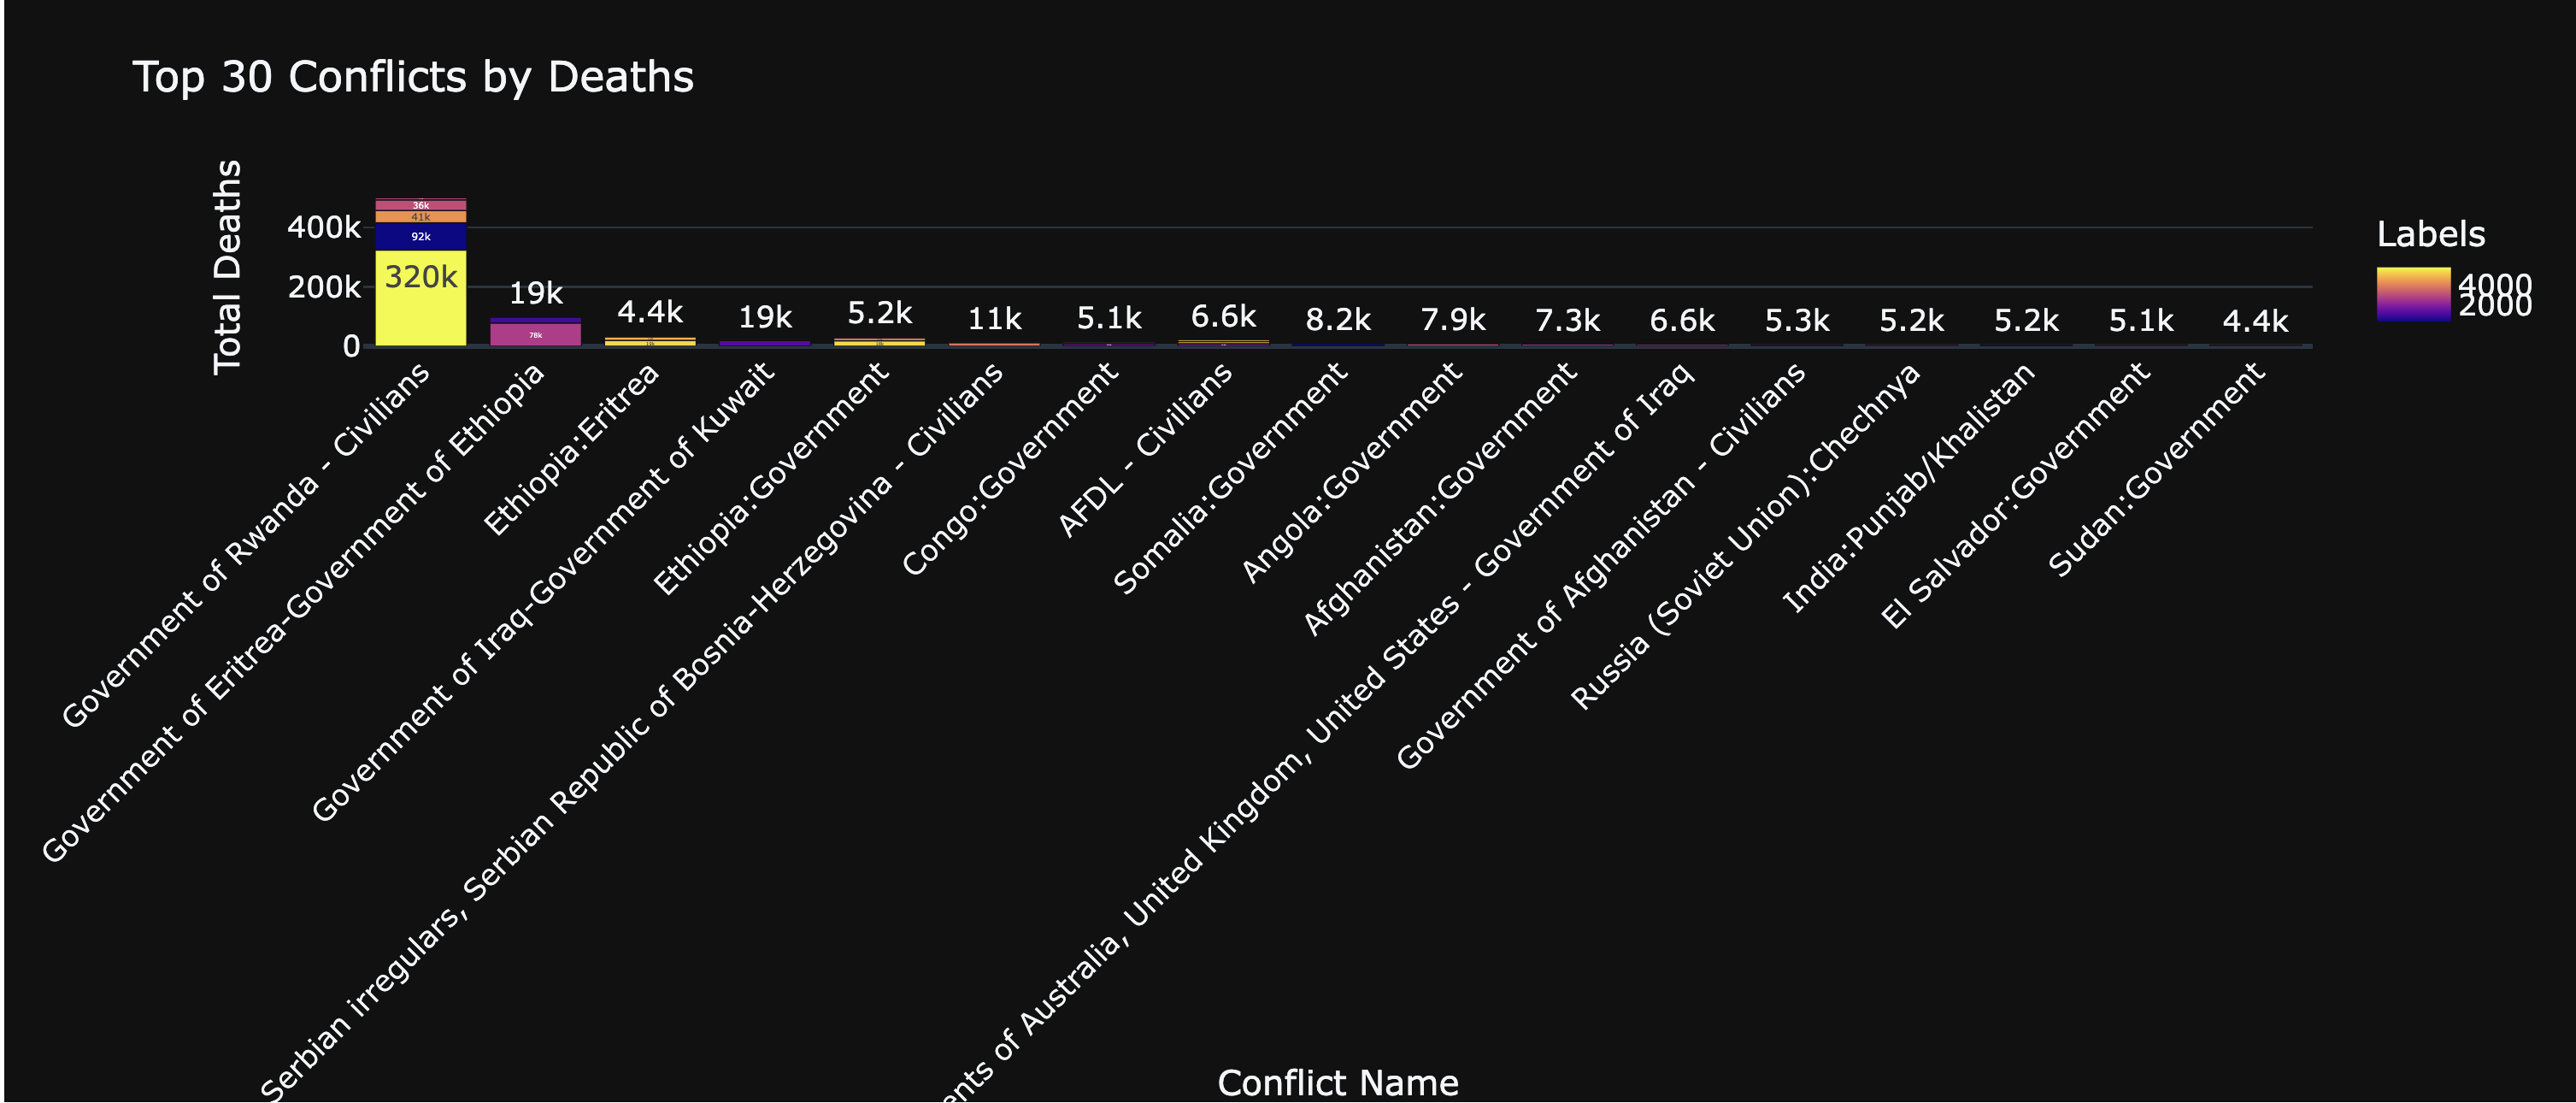 Top 30 Conflicts by Deaths
Total Deaths
400k
200k
0
36k
41k
92k
320k
19k
78k
4.4k
19k
5.2k
11k
5.1k
6.6k
8.2k
7.9k
7.3k
6.6k
5.3k
5.2k
5.2k
5.1k
4.4k
Labels
4000
2000
Government of Rwanda - Civilians
Government of Eritrea-Government of Ethiopia
Ethiopia:Eritrea
Government of Iraq-Government of Kuwait
Ethiopia:Government
Serbian irregulars, Serbian Republic of Bosnia-Herzegovina - Civilians
Congo:Government
AFDL - Civilians
Somalia:Government
Angola:Government
Afghanistan:Government
ents of Australia, United Kingdom, United States - Government of Iraq
Government of Afghanistan - Civilians
Russia (Soviet Union):Chechnya
India:Punjab/Khalistan
El Salvador:Government
Sudan:Government
Conflict Name